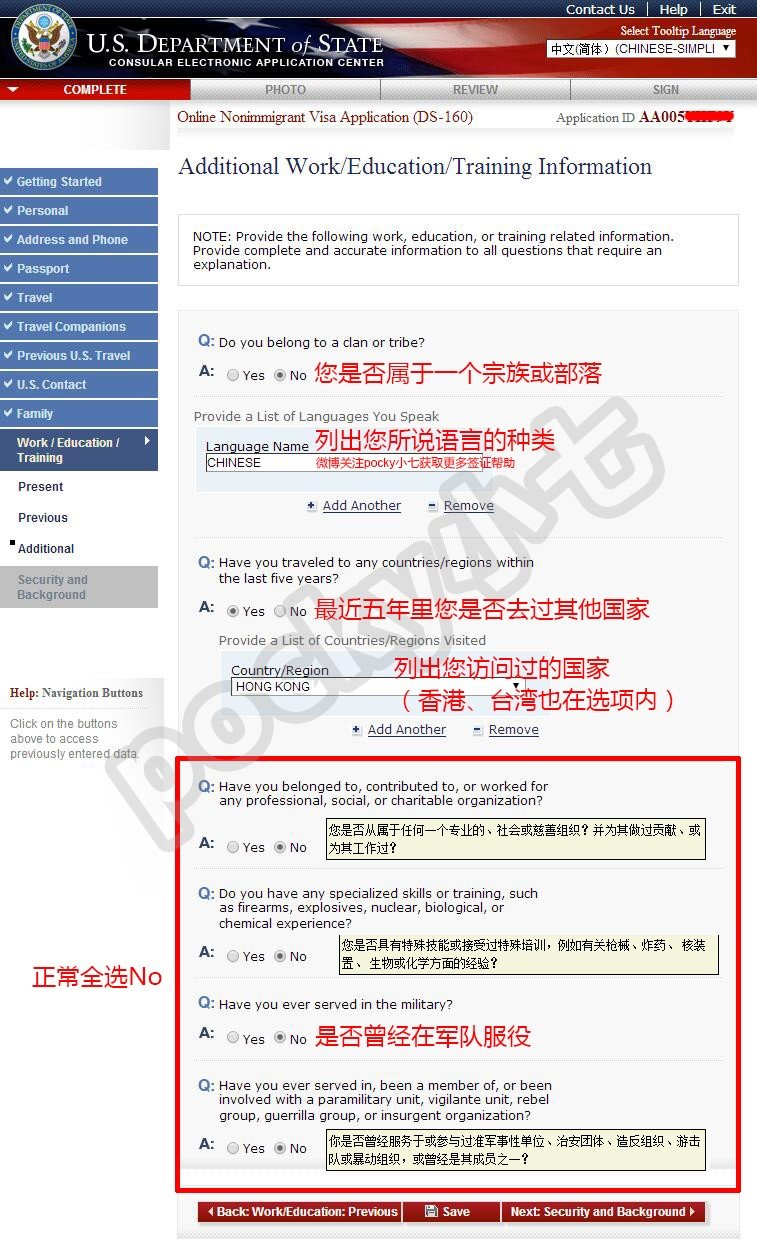 Contact Us | Help | Exit
U.S. DEPARTMENT of STATE
CONSULAR ELECTRONIC APPLICATION CENTER
Select Tooltip Language
中文(简体) (CHINESE-SIMPLI
COMPLETE PHOTO REVIEW SIGN
Online Nonimmigrant Visa Application (DS-160)
Application ID AA005
Additional Work/Education/Training Information
Getting Started
Personal
Address and Phone
Passport
Travel
Travel Companions
Previous U.S. Travel
U.S. Contact
Family
Work / Education /
Training
Present
Previous
Additional
Security and
Background
Help: Navigation Buttons
Click on the buttons
above to access
previously entered data.
NOTE: Provide the following work, education, or training related information.
Provide complete and accurate information to all questions that require an
explanation.
Q: Do you belong to a clan or tribe?
A: Yes No 您是否属于一个宗族或部落
Provide a List of Languages You Speak
Language Name 列出您所说语言的种类
CHINESE 微博关注pocky小七获取更多签证帮助
Add Another Remove
Q: Have you traveled to any countries/regions within
the last five years?
A: Yes No 最近五年里您是否去过其他国家
Provide a List of Countries/Regions Visited
Country/Region 列出您访问过的国家
HONG KONG (香港、台湾也在选项内)
Add Another Remove
Q: Have you belonged to, contributed to, or worked for
any professional, social, or charitable organization?
A: Yes No
您是否从属于任何一个专业的、社会或慈善组织? 并为其做过贡献、或
为其工作过?
Q: Do you have any specialized skills or training, such
as firearms, explosives, nuclear, biological, or
chemical experience?
A: Yes No
您是否具有特殊技能或接受过特殊培训，例如有关枪械、炸药、 核装
置、 生物或化学方面的经验?
正常全选No
Q: Have you ever served in the military?
A: Yes No 是否曾经在军队服役
Q: Have you ever served in, been a member of, or been
involved with a paramilitary unit, vigilante unit, rebel
group, guerrilla group, or insurgent organization?
A: Yes No
你是否曾经服务于或参与过准军事性单位、治安团体、造反组织、游击
队或暴动组织，或曾经是其成员之一?
Back: Work/Education: Previous Save Next: Security and Background
pocky小七